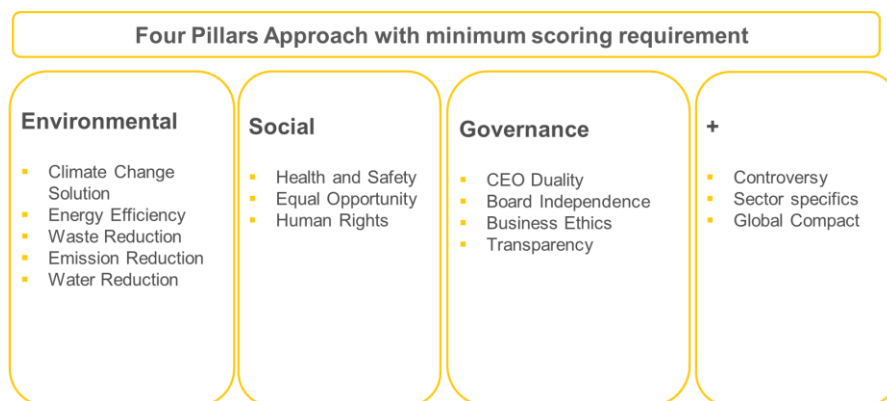 Four Pillars Approach with minimum scoring requirement
Environmental
▪ Climate Change
Solution
▪ Energy Efficiency
▪ Waste Reduction
▪ Emission Reduction
▪ Water Reduction
Social
▪ Health and Safety
▪ Equal Opportunity
▪ Human Rights
Governance
▪ CEO Duality
▪ Board Independence
▪ Business Ethics
▪ Transparency
+
▪ Controversy
▪ Sector specifics
▪ Global Compact